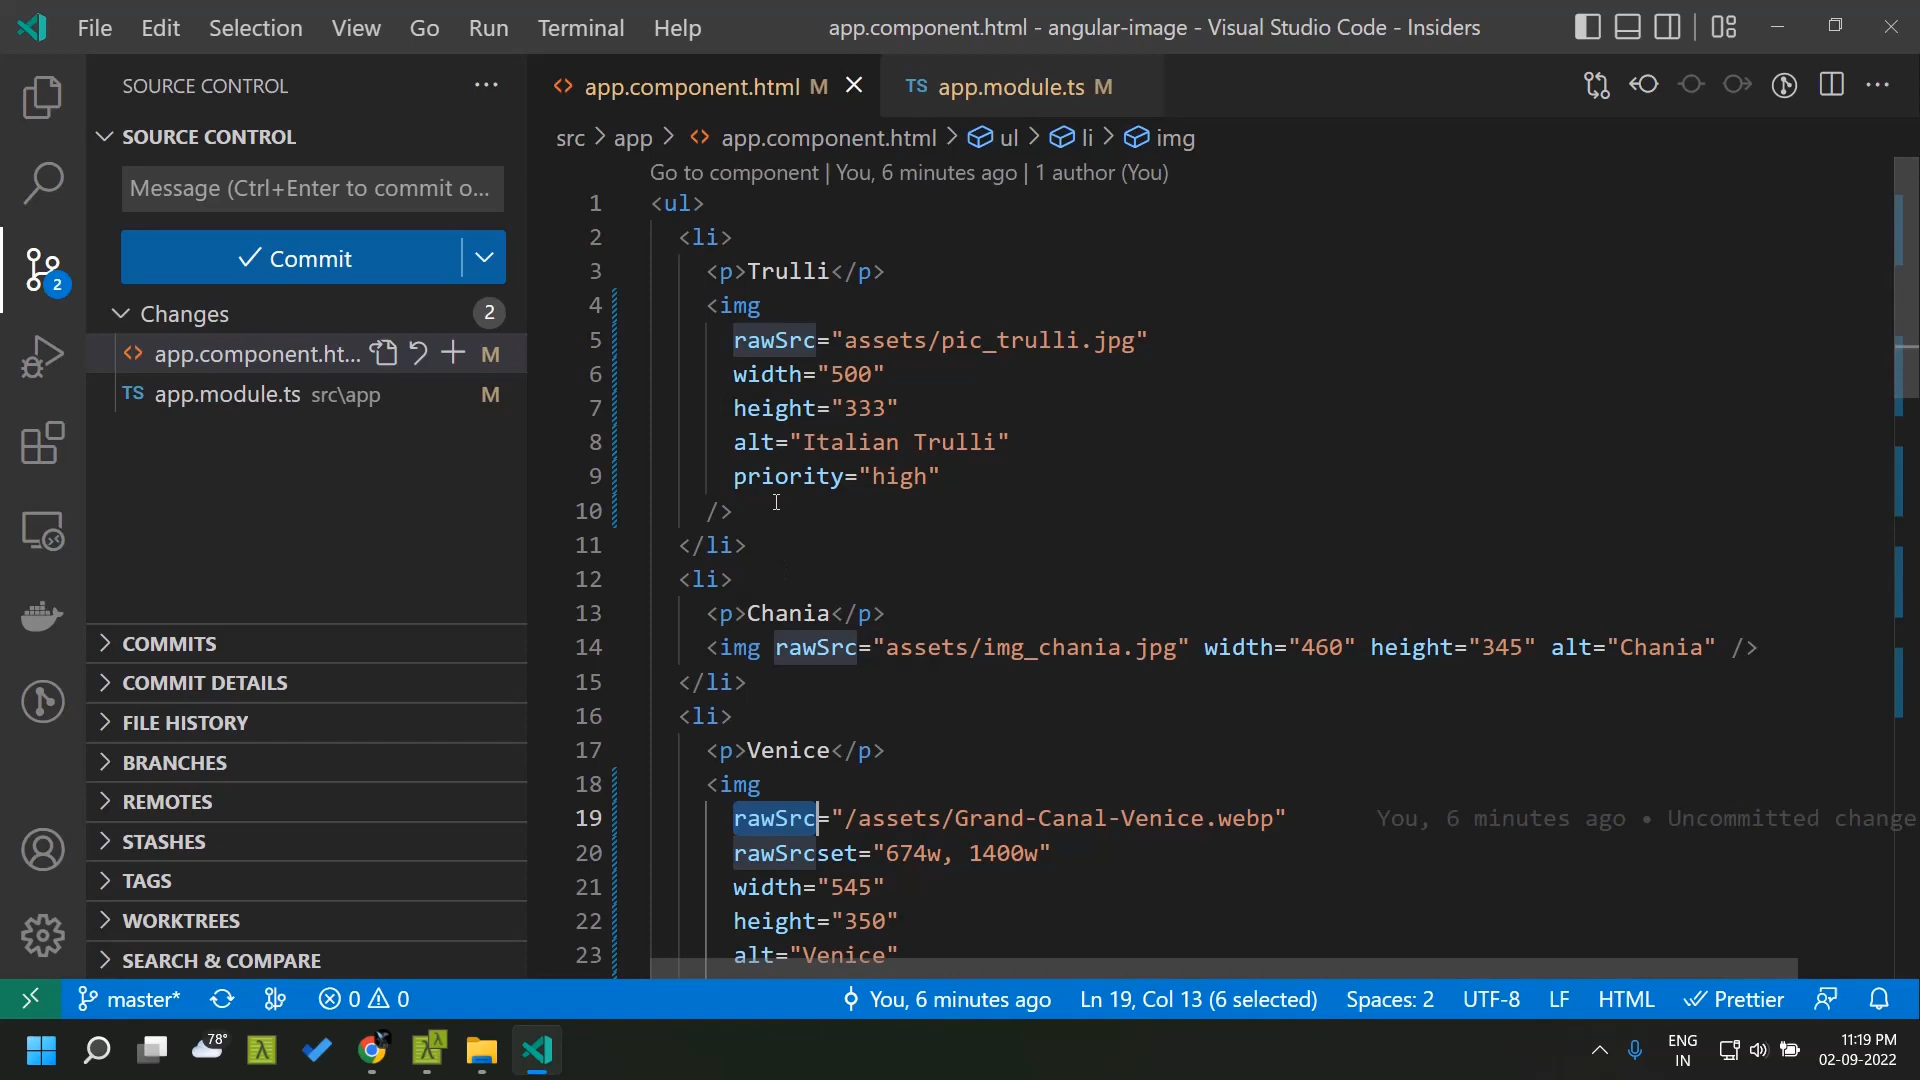 File Edit Selection View Go Run Terminal Help
app.component.html - angular-image - Visual Studio Code - Insiders
SOURCE CONTROL
SOURCE CONTROL
Message (Ctrl+Enter to commit o...
Commit
2
Changes
2
app.component.ht... M
TS app.module.ts src\app M
COMMITS
COMMIT DETAILS
FILE HISTORY
BRANCHES
REMOTES
STASHES
TAGS
WORKTREES
SEARCH & COMPARE
app.component.html M
TS app.module.ts M
src > app > app.component.html > ul > li > img
Go to component | You, 6 minutes ago | 1 author (You)
1 <ul>
2 <li>
3 <p>Trulli</p>
4 <img
5 rawSrc="assets/pic_trulli.jpg"
6 width="500"
7 height="333"
8 alt="Italian Trulli"
9 priority="high"
10 />
11 </li>
12 <li>
13 <p>Chania</p>
14 <img rawSrc="assets/img_chania.jpg" width="460" height="345" alt="Chania" />
15 </li>
16 <li>
17 <p>Venice</p>
18 <img
19 rawSrc="/assets/Grand-Canal-Venice.webp" You, 6 minutes ago • Uncommitted change
20 rawSrcset="674w, 1400w"
21 width="545"
22 height="350"
23 alt="Venice"
master* 0 0 You, 6 minutes ago Ln 19, Col 13 (6 selected) Spaces: 2 UTF-8 LF HTML Prettier
78°
ENG
IN
11:19 PM
02-09-2022